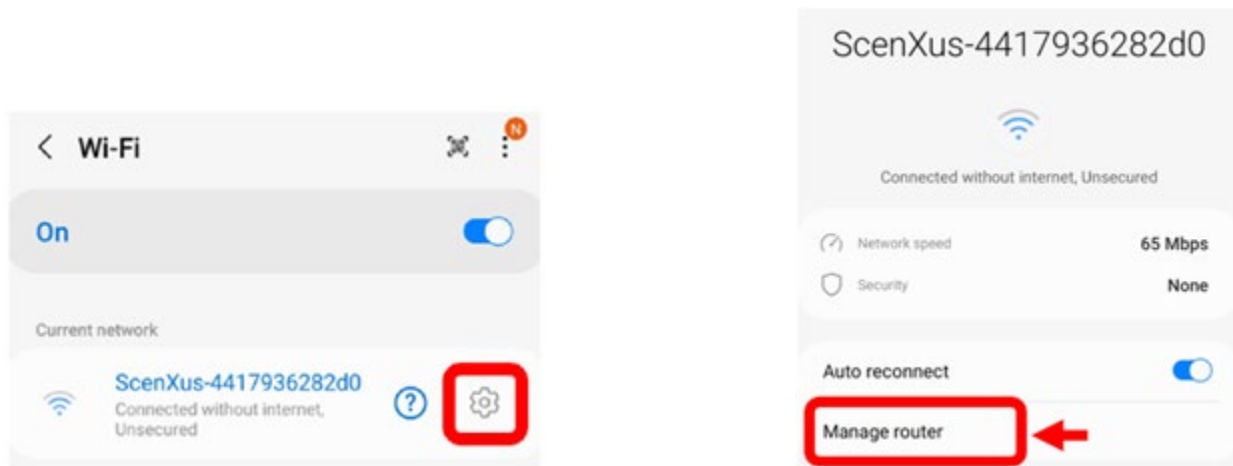 Wi-Fi
N
On
Current network
ScenXus-4417936282d0
Connected without internet,
Unsecured
?
ScenXus-4417936282d0
Connected without internet, Unsecured
Network speed 65 Mbps
Security None
Auto reconnect
Manage router